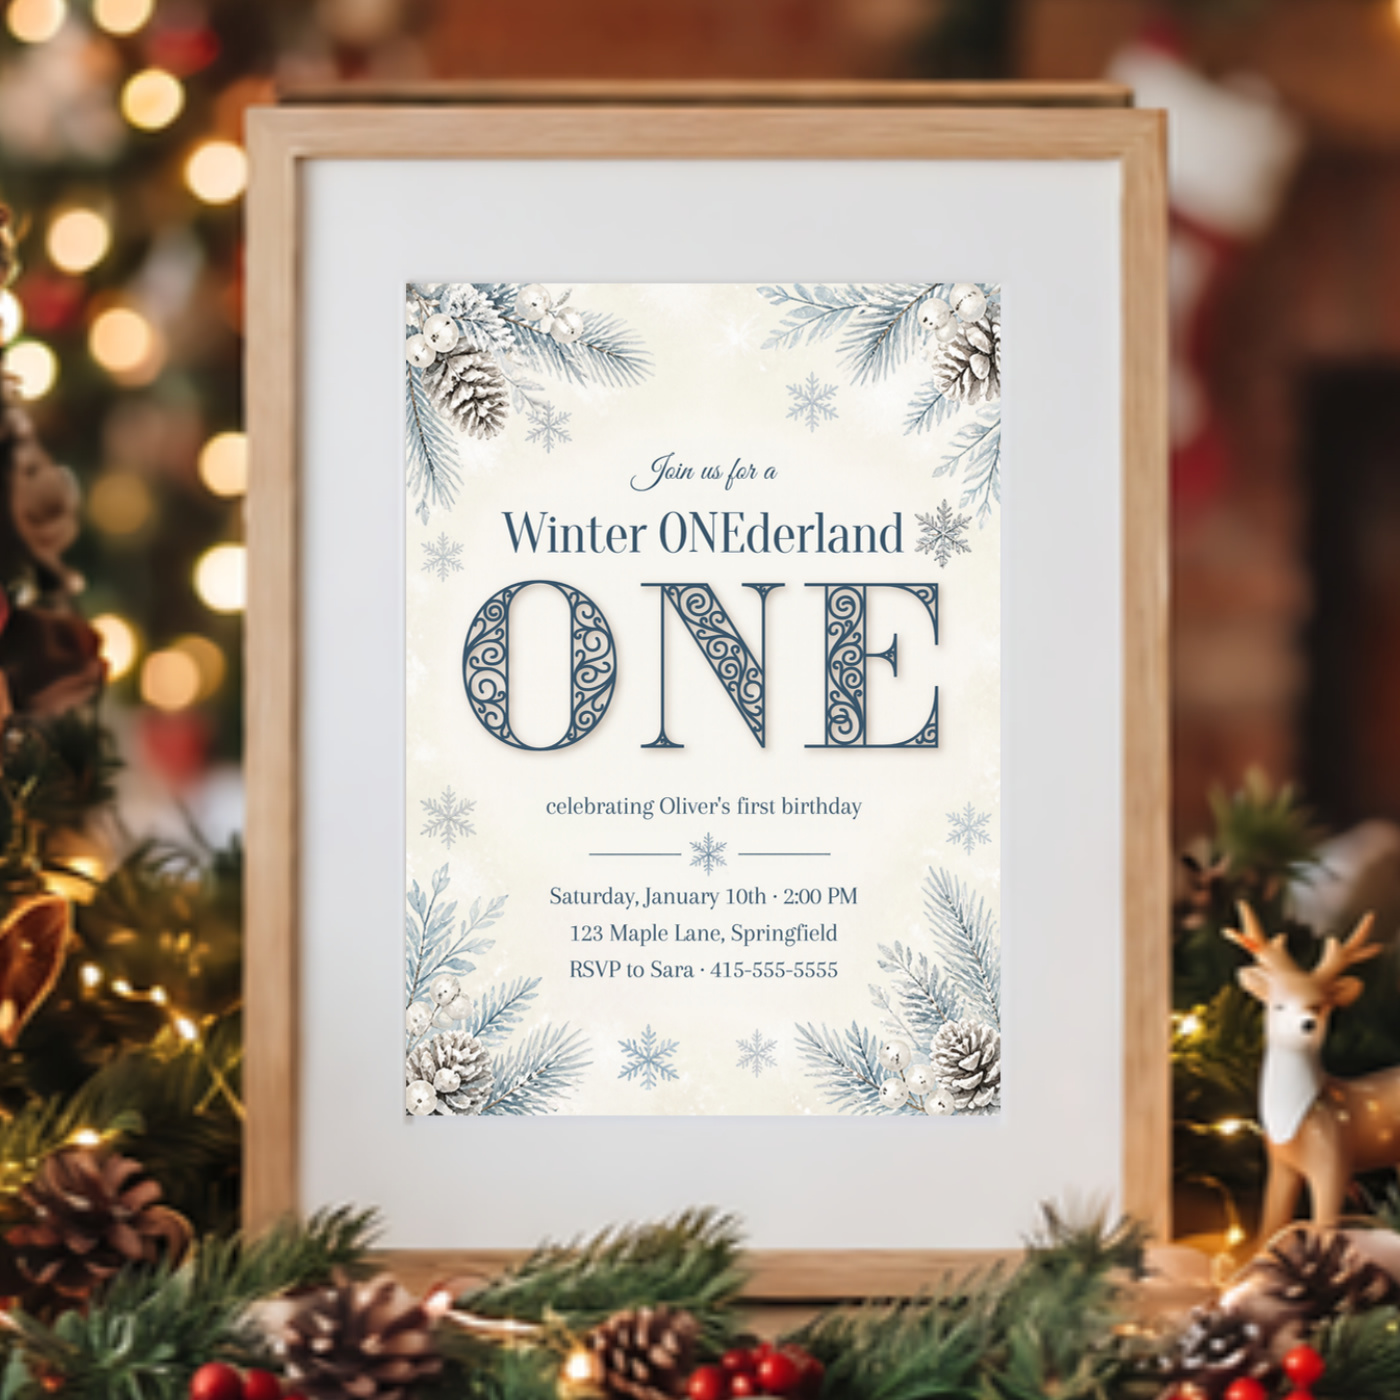 Join us for a
Winter ONEderland
ONE
celebrating Oliver's first birthday
Saturday, January 10th · 2:00 PM
123 Maple Lane, Springfield
RSVP to Sara · 415-555-5555